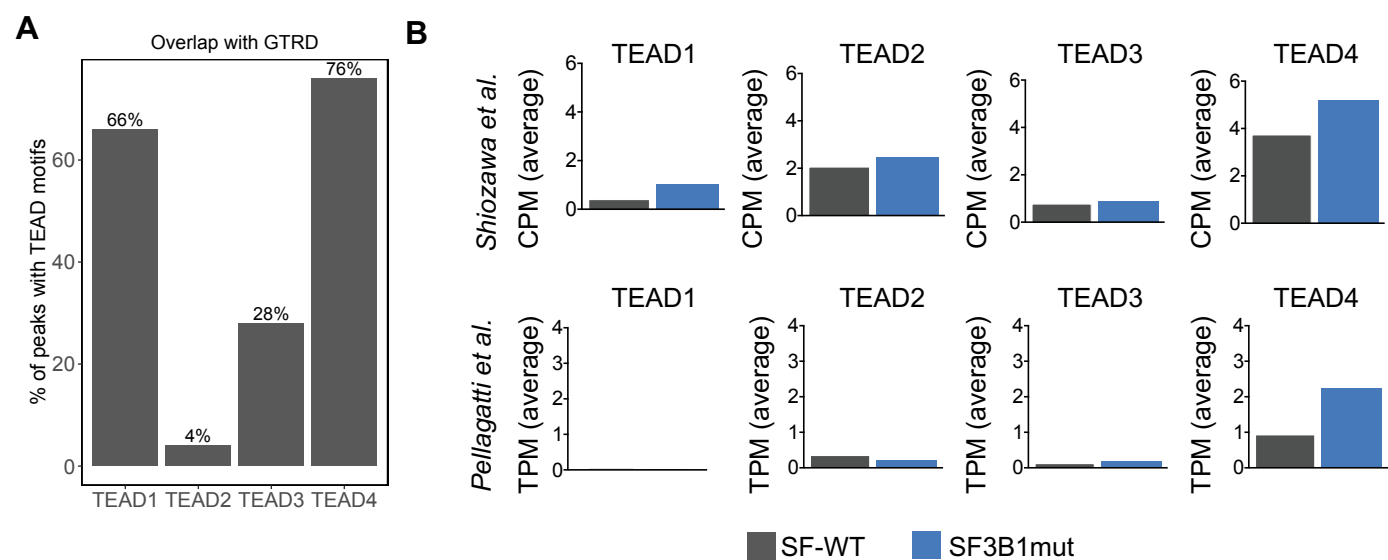 A
Overlap with GTRD
% of peaks with TEAD motifs
60
40
20
0
66%
4%
28%
76%
TEAD1 TEAD2 TEAD3 TEAD4
B
Shiozawa et al.
TEAD1
CPM (average)
6
4
2
0
TEAD2
CPM (average)
6
4
2
0
TEAD3
CPM (average)
6
4
2
0
TEAD4
CPM (average)
6
4
2
0
Pellagatti et al.
TEAD1
TPM (average)
4
3
2
1
0
TEAD2
TPM (average)
4
3
2
1
0
TEAD3
TPM (average)
4
3
2
1
0
TEAD4
TPM (average)
4
3
2
1
0
SF-WT SF3B1mut